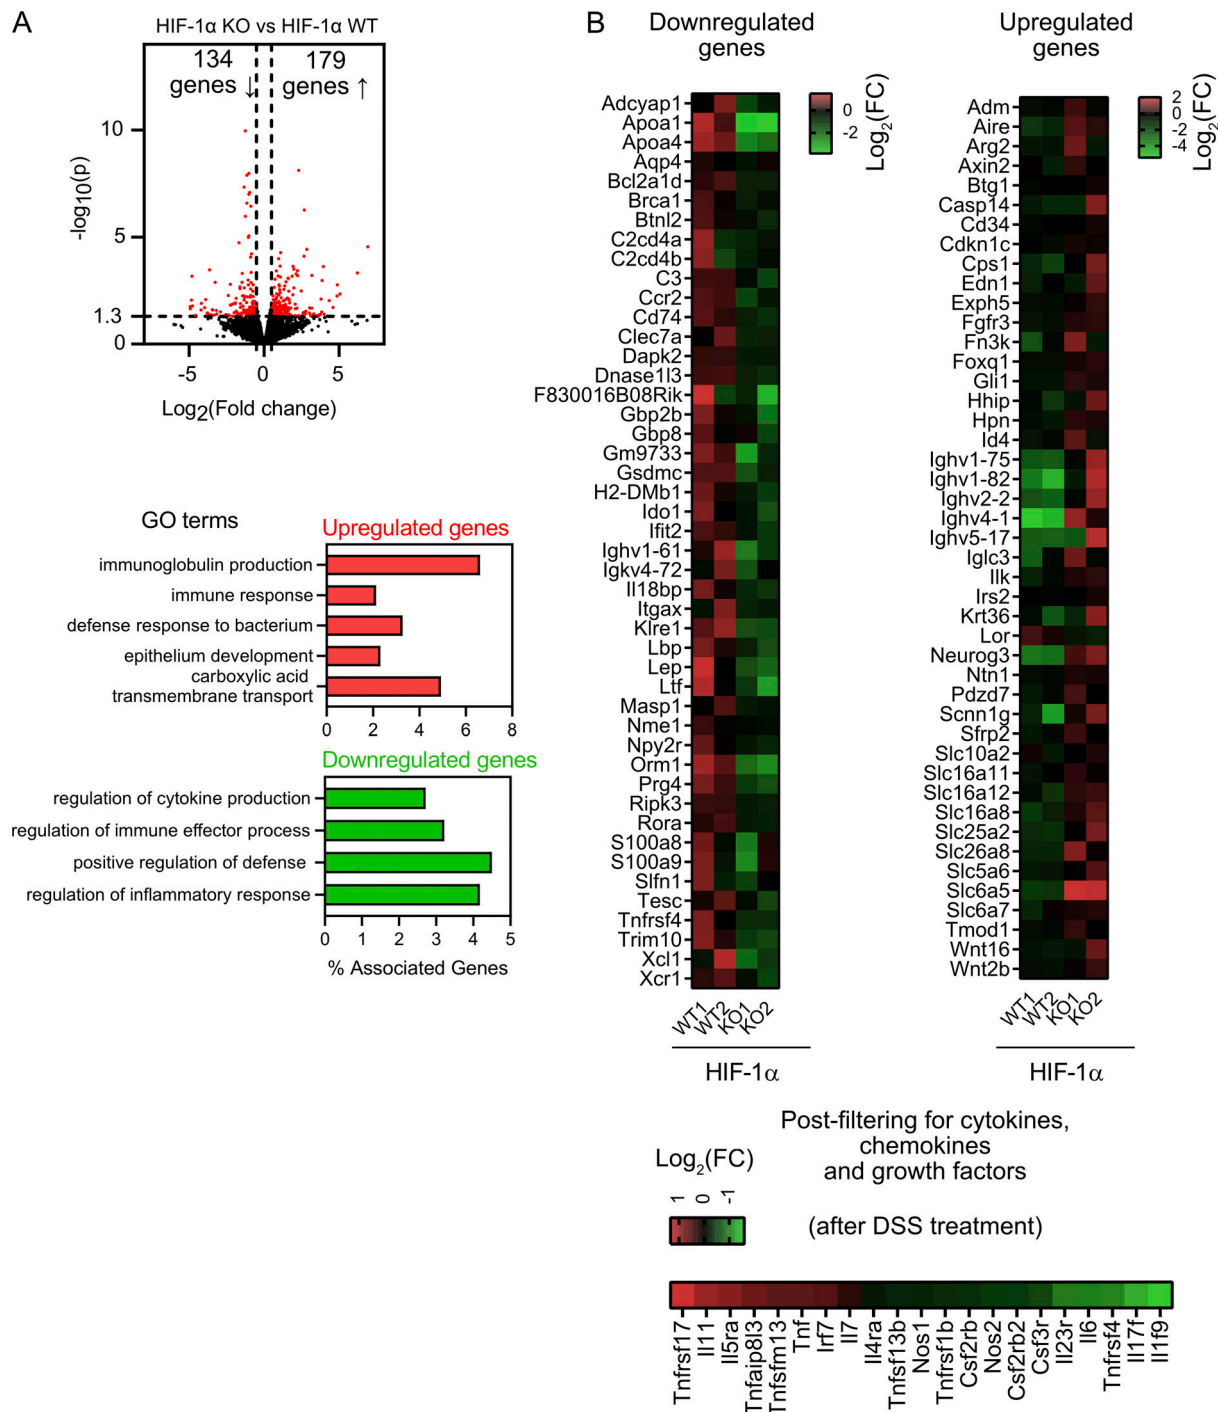 A
HIF-1α KO vs HIF-1α WT
134
genes ↓
179
genes ↑
10
5
1.3
0
-log10(p)
-5
0
5
Log2(Fold change)
GO terms
Upregulated genes
immunoglobulin production
immune response
defense response to bacterium
epithelium development
carboxylic acid
transmembrane transport
0 2 4 6 8
Downregulated genes
regulation of cytokine production
regulation of immune effector process
positive regulation of defense
regulation of inflammatory response
0 1 2 3 4 5
% Associated Genes
B
Downregulated
genes
0
-2
Log2(FC)
Adcyap1
Apoa1
Apoa4
Aqp4
Bcl2a1d
Brca1
Btnl2
C2cd4a
C2cd4b
C3
Ccr2
Cd74
Clec7a
Dapk2
Dnase1l3
F830016B08Rik
Gbp2b
Gbp8
Gm9733
Gsdmc
H2-DMb1
Ido1
Ifit2
Ighv1-61
Igkv4-72
Il18bp
Itgax
Klre1
Lbp
Lep
Ltf
Masp1
Nme1
Npy2r
Orm1
Prg4
Ripk3
Rora
S100a8
S100a9
Slfn1
Tesc
Tnfrsf4
Trim10
Xcl1
Xcr1
WT1 WT2 KO1 KO2
HIF-1α
Upregulated
genes
2
0
-2
-4
Log2(FC)
Adm
Aire
Arg2
Axin2
Btg1
Casp14
Cd34
Cdkn1c
Cps1
Edn1
Exph5
Fgfr3
Fn3k
Foxq1
Gli1
Hhip
Hpn
Id4
Ighv1-75
Ighv1-82
Ighv2-2
Ighv4-1
Ighv5-17
Iglc3
Ilk
Irs2
Krt36
Lor
Neurog3
Ntn1
Pdzd7
Scnn1g
Sfrp2
Slc10a2
Slc16a11
Slc16a12
Slc16a8
Slc25a2
Slc26a8
Slc5a6
Slc6a5
Slc6a7
Tmod1
Wnt16
Wnt2b
WT1 WT2 KO1 KO2
HIF-1α
Post-filtering for cytokines,
chemokines
and growth factors
(after DSS treatment)
Log2(FC)
1 0 -1
Tnfrsf17
Il11
Il5ra
Tnfaip8l3
Tnfsfm13
Tnf
Irf7
Il7
Il4ra
Tnfsf13b
Nos1
Tnfrsf1b
Csf2rb
Nos2
Csf2rb2
Csf3r
Il23r
Il6
Tnfrsf4
Il17f
Il1f9